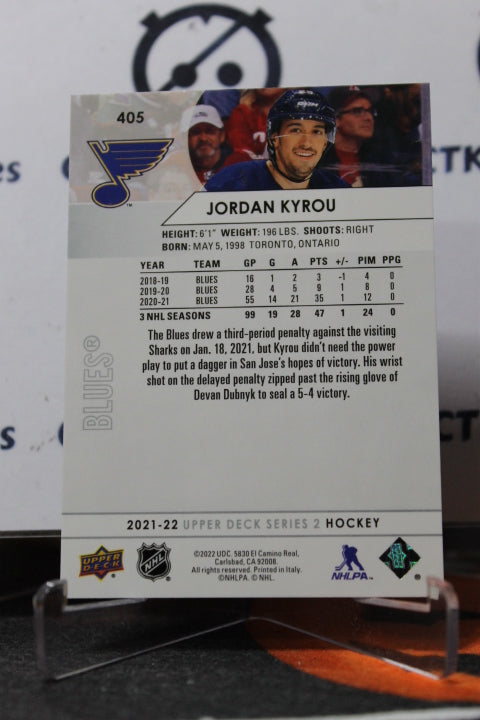 405
JORDAN KYROU
HEIGHT: 6'1" WEIGHT: 196 LBS. SHOOTS: RIGHT
BORN: MAY 5, 1998 TORONTO, ONTARIO
YEAR TEAM GP G A PTS +/- PIM PPG
2018-19 BLUES 16 1 2 3 -1 4 0
2019-20 BLUES 28 4 5 9 1 8 0
2020-21 BLUES 55 14 21 35 1 12 0
3 NHL SEASONS 99 19 28 47 1 24 0
The Blues drew a third-period penalty against the visiting
Sharks on Jan. 18, 2021, but Kyrou didn't need the power
play to put a dagger in San Jose's hopes of victory. His wrist
shot on the delayed penalty zipped past the rising glove of
Devan Dubnyk to seal a 5-4 victory.
BLUES®
2021-22 UPPER DECK SERIES 2 HOCKEY
UPPER DECK
NHL
©2022 UDC. 5830 El Camino Real,
Carlsbad, CA 92008.
All rights reserved. Printed in Italy.
©NHLPA. © NHL.
NHLPA